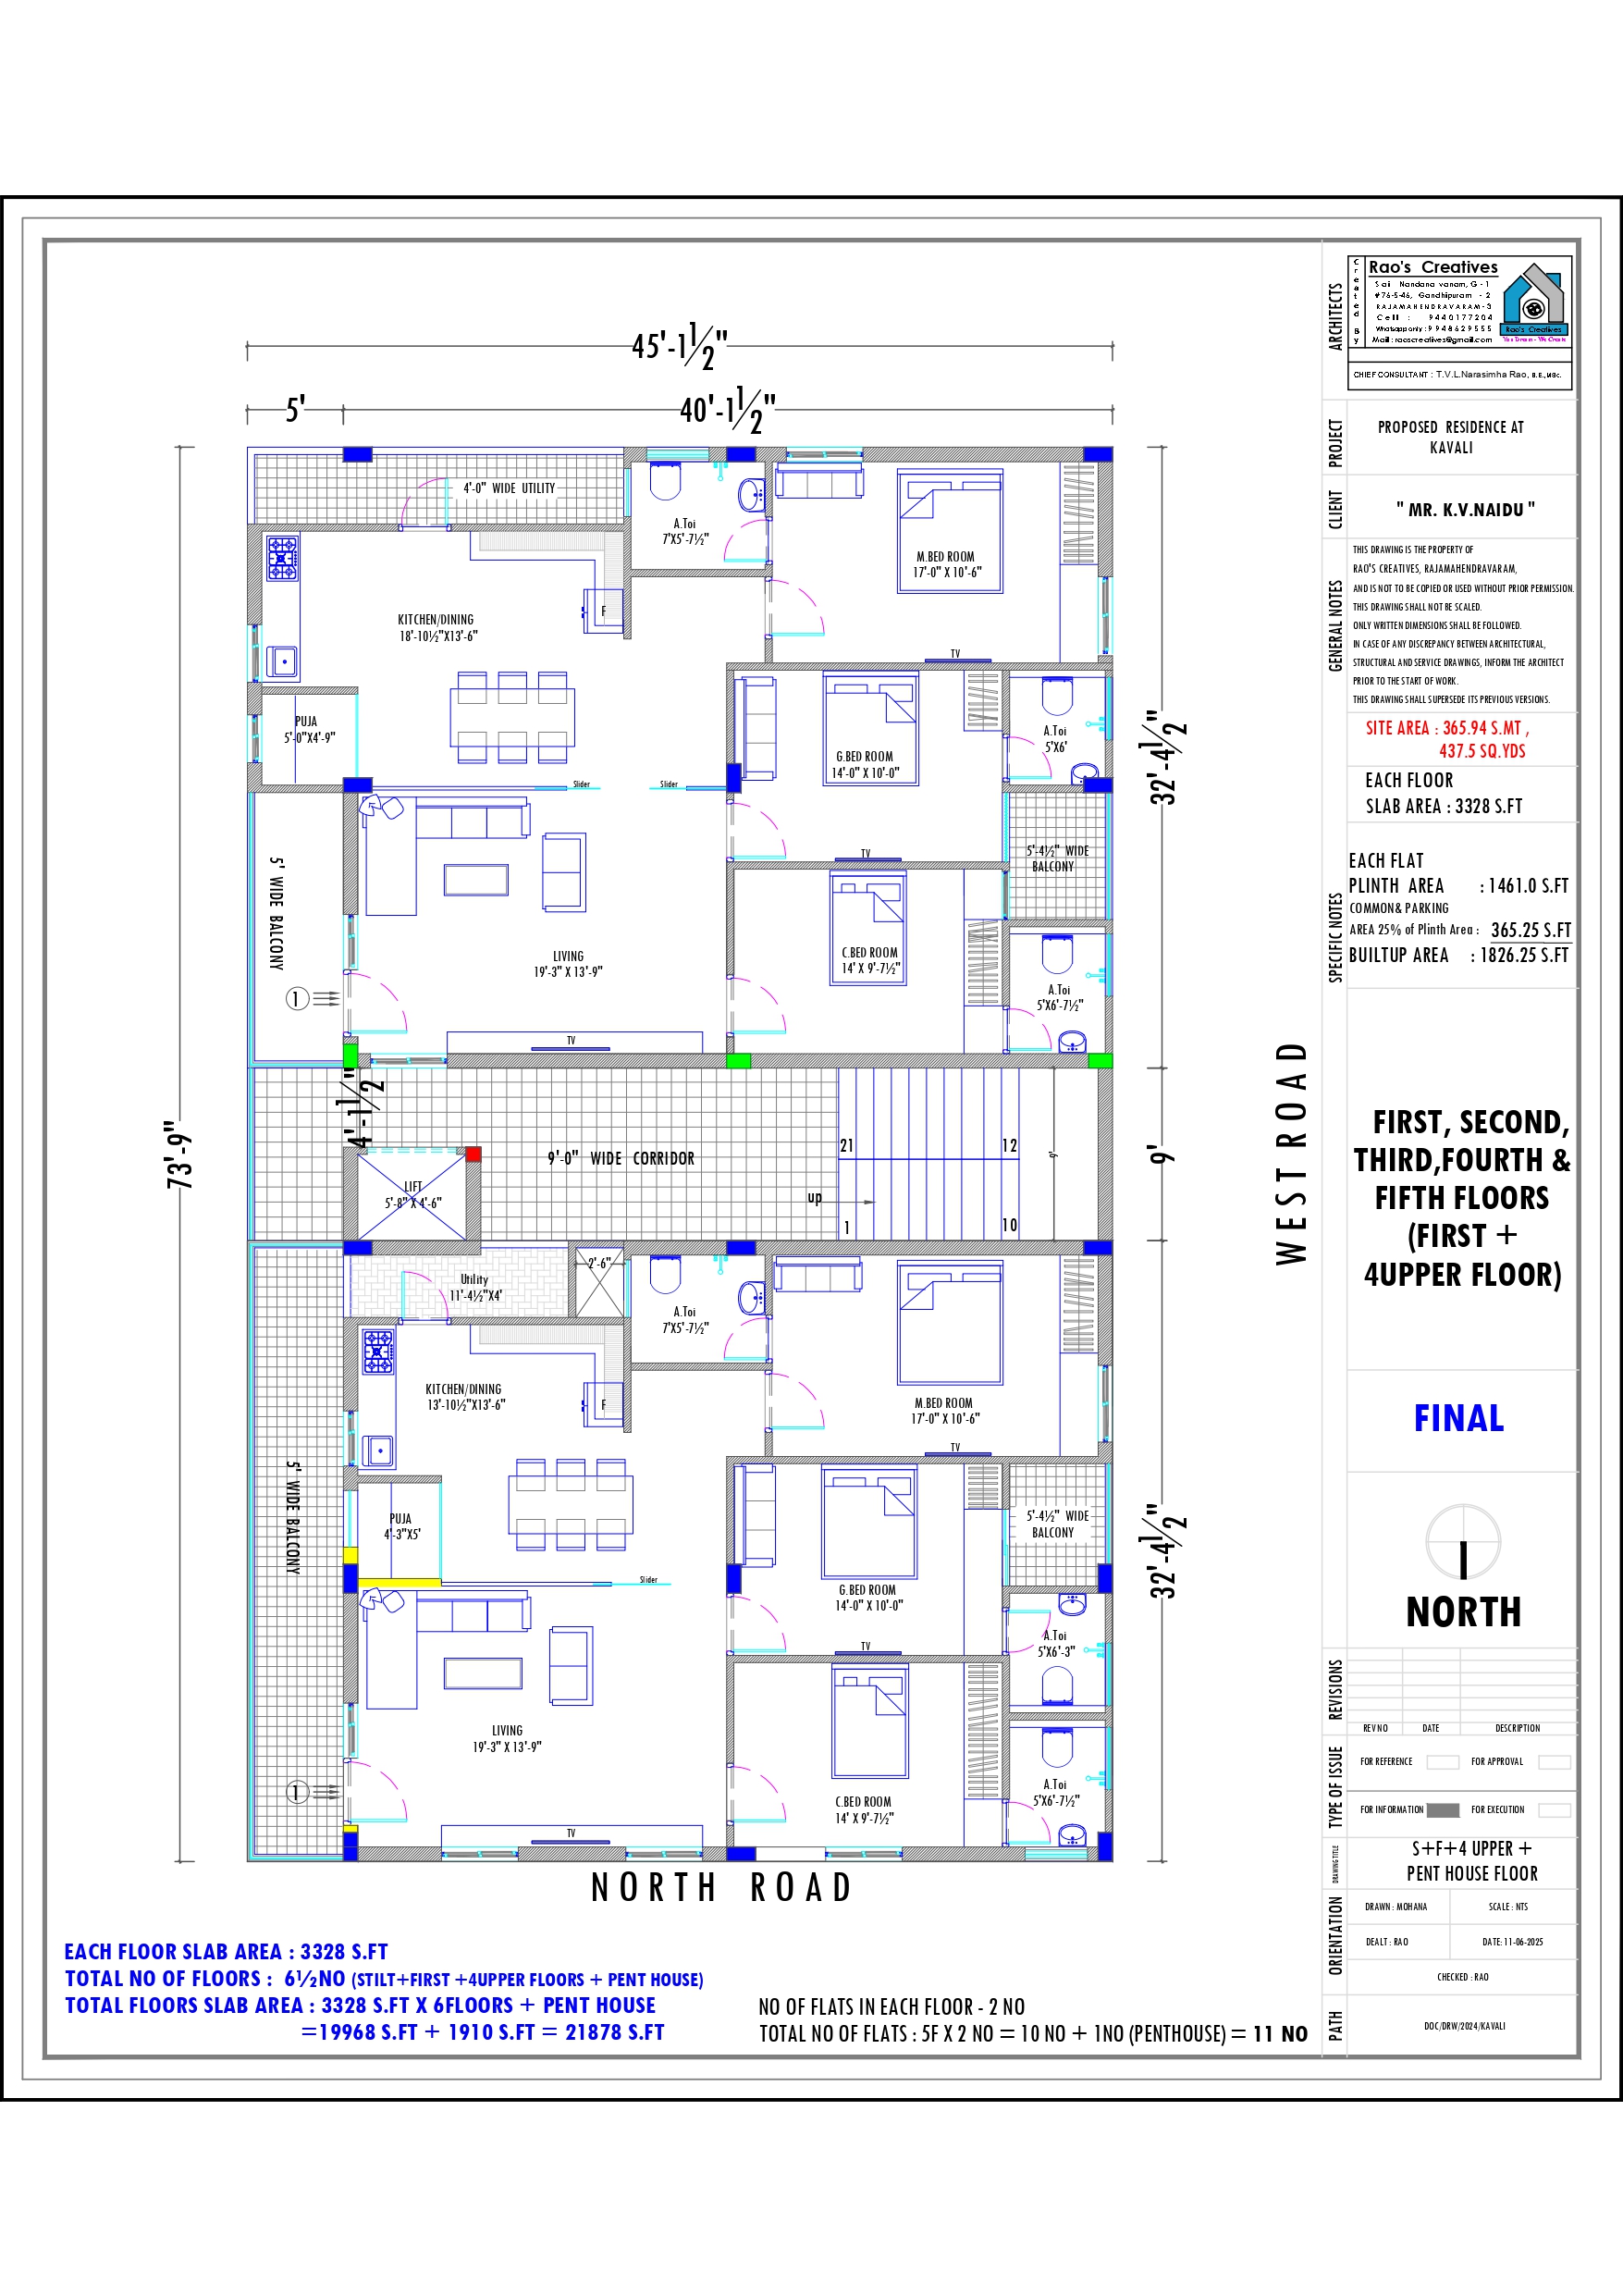 45'-1½"
5'
40'-1½"
4'-0" WIDE UTILITY
A.Toi
7'X5'-7½"
M.BED ROOM
17'-0" X 10'-6"
KITCHEN/DINING
18'-10½"X13'-6"
F
TV
PUJA
5'-0"X4'-9"
G.BED ROOM
14'-0" X 10'-0"
A.Toi
5'X6'
Slider
Slider
32'-4½"
5' WIDE BALCONY
TV
5'-4½" WIDE
BALCONY
C.BED ROOM
14' X 9'-7½"
LIVING
19'-3" X 13'-9"
A.Toi
5'X6'-7½"
1
TV
73'-9"
4'-1½"
9'-0" WIDE CORRIDOR
LIFT
5'-8" X 4'-6"
21
12
up
1
10
9'
9'
WEST ROAD
Utility
11'-4½"X4'
2'-6"
A.Toi
7'X5'-7½"
KITCHEN/DINING
13'-10½"X13'-6"
F
M.BED ROOM
17'-0" X 10'-6"
TV
5' WIDE BALCONY
PUJA
4'-3"X5'
5'-4½" WIDE
BALCONY
32'-4½"
G.BED ROOM
14'-0" X 10'-0"
Slider
A.Toi
5'X6'-3"
TV
LIVING
19'-3" X 13'-9"
1
C.BED ROOM
14' X 9'-7½"
A.Toi
5'X6'-7½"
TV
NORTH ROAD
EACH FLOOR SLAB AREA : 3328 S.FT
TOTAL NO OF FLOORS : 6½NO (STILT+FIRST +4UPPER FLOORS + PENT HOUSE)
TOTAL FLOORS SLAB AREA : 3328 S.FT X 6FLOORS + PENT HOUSE
=19968 S.FT + 1910 S.FT = 21878 S.FT
NO OF FLATS IN EACH FLOOR - 2 NO
TOTAL NO OF FLATS : 5F X 2 NO = 10 NO + 1NO (PENTHOUSE) = 11 NO
ARCHITECTS
Created By
Rao's Creatives
Sai Nandana vanam, G - 1
#76-5-46, Gandhipuram - 2
RAJAMAHENDRAVARAM-3
Cell : 9440177204
Whatsapp only : 9948629555
Mail : raoscreatives@gmail.com
Rao's Creatives
You Dream - We Create
CHIEF CONSULTANT : T.V.L.Narasimha Rao, B.E.,MSc.
PROJECT
PROPOSED RESIDENCE AT
KAVALI
CLIENT
" MR. K.V.NAIDU "
GENERAL NOTES
THIS DRAWING IS THE PROPERTY OF
RAO'S CREATIVES, RAJAMAHENDRAVARAM,
AND IS NOT TO BE COPIED OR USED WITHOUT PRIOR PERMISSION.
THIS DRAWING SHALL NOT BE SCALED.
ONLY WRITTEN DIMENSIONS SHALL BE FOLLOWED.
IN CASE OF ANY DISCREPANCY BETWEEN ARCHITECTURAL,
STRUCTURAL AND SERVICE DRAWINGS, INFORM THE ARCHITECT
PRIOR TO THE START OF WORK.
THIS DRAWING SHALL SUPERSEDE ITS PREVIOUS VERSIONS.
SPECIFIC NOTES
SITE AREA : 365.94 S.MT ,
437.5 SQ.YDS
EACH FLOOR
SLAB AREA : 3328 S.FT
EACH FLAT
PLINTH AREA : 1461.0 S.FT
COMMON& PARKING
AREA 25% of Plinth Area : 365.25 S.FT
BUILTUP AREA : 1826.25 S.FT
FIRST, SECOND,
THIRD,FOURTH &
FIFTH FLOORS
(FIRST +
4UPPER FLOOR)
FINAL
NORTH
REVISIONS
REV NO DATE DESCRIPTION
TYPE OF ISSUE
FOR REFERENCE FOR APPROVAL
FOR INFORMATION FOR EXECUTION
DRAWING TITLE
S+F+4 UPPER +
PENT HOUSE FLOOR
ORIENTATION
DRAWN : MOHANA SCALE : NTS
DEALT : RAO DATE: 11-06-2025
CHECKED : RAO
PATH
DOC/DRW/2024/KAVALI